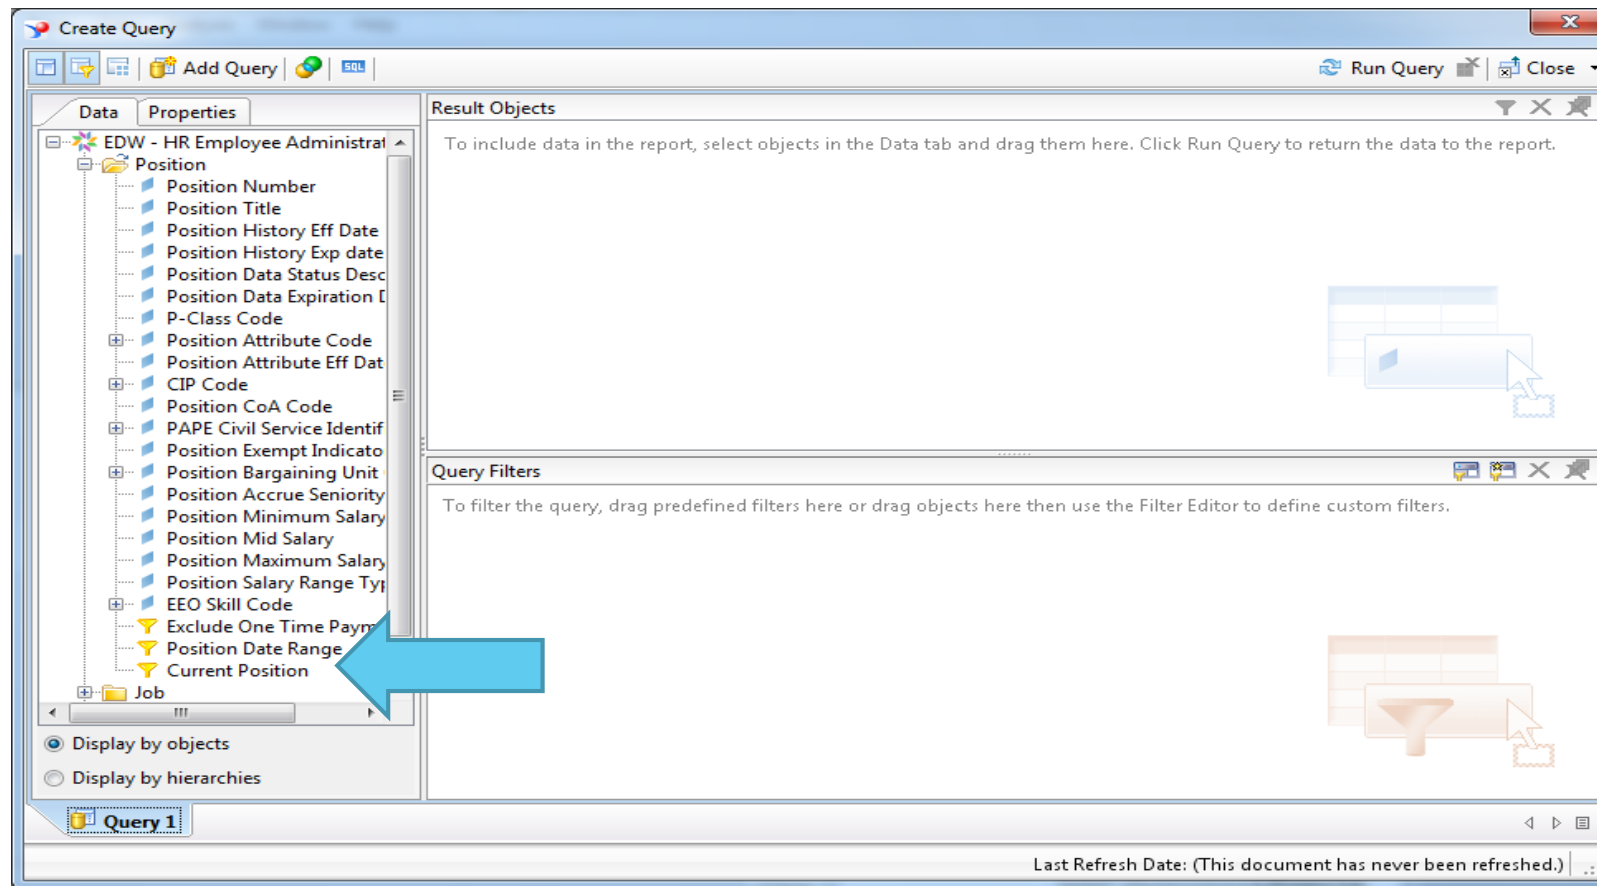 Create Query
Add Query
SQL
Run Query
Close
Data
Properties
EDW - HR Employee Administrat
Position
Position Number
Position Title
Position History Eff Date
Position History Exp date
Position Data Status Desc
Position Data Expiration D
P-Class Code
Position Attribute Code
Position Attribute Eff Dat
CIP Code
Position CoA Code
PAPE Civil Service Identif
Position Exempt Indicato
Position Bargaining Unit
Position Accrue Seniority
Position Minimum Salary
Position Mid Salary
Position Maximum Salary
Position Salary Range Typ
EEO Skill Code
Exclude One Time Paym
Position Date Range
Current Position
Job
Display by objects
Display by hierarchies
Result Objects
To include data in the report, select objects in the Data tab and drag them here. Click Run Query to return the data to the report.
Query Filters
To filter the query, drag predefined filters here or drag objects here then use the Filter Editor to define custom filters.
Query 1
Last Refresh Date: (This document has never been refreshed.)